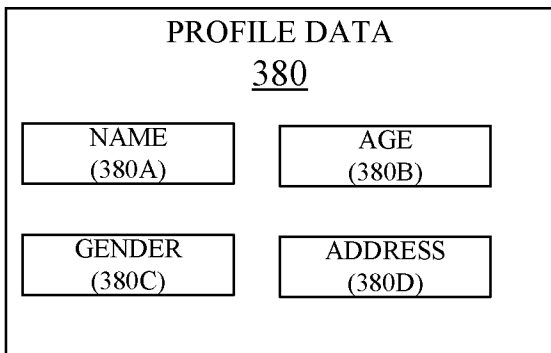 PROFILE DATA
380
NAME
(380A)
AGE
(380B)
GENDER
(380C)
ADDRESS
(380D)